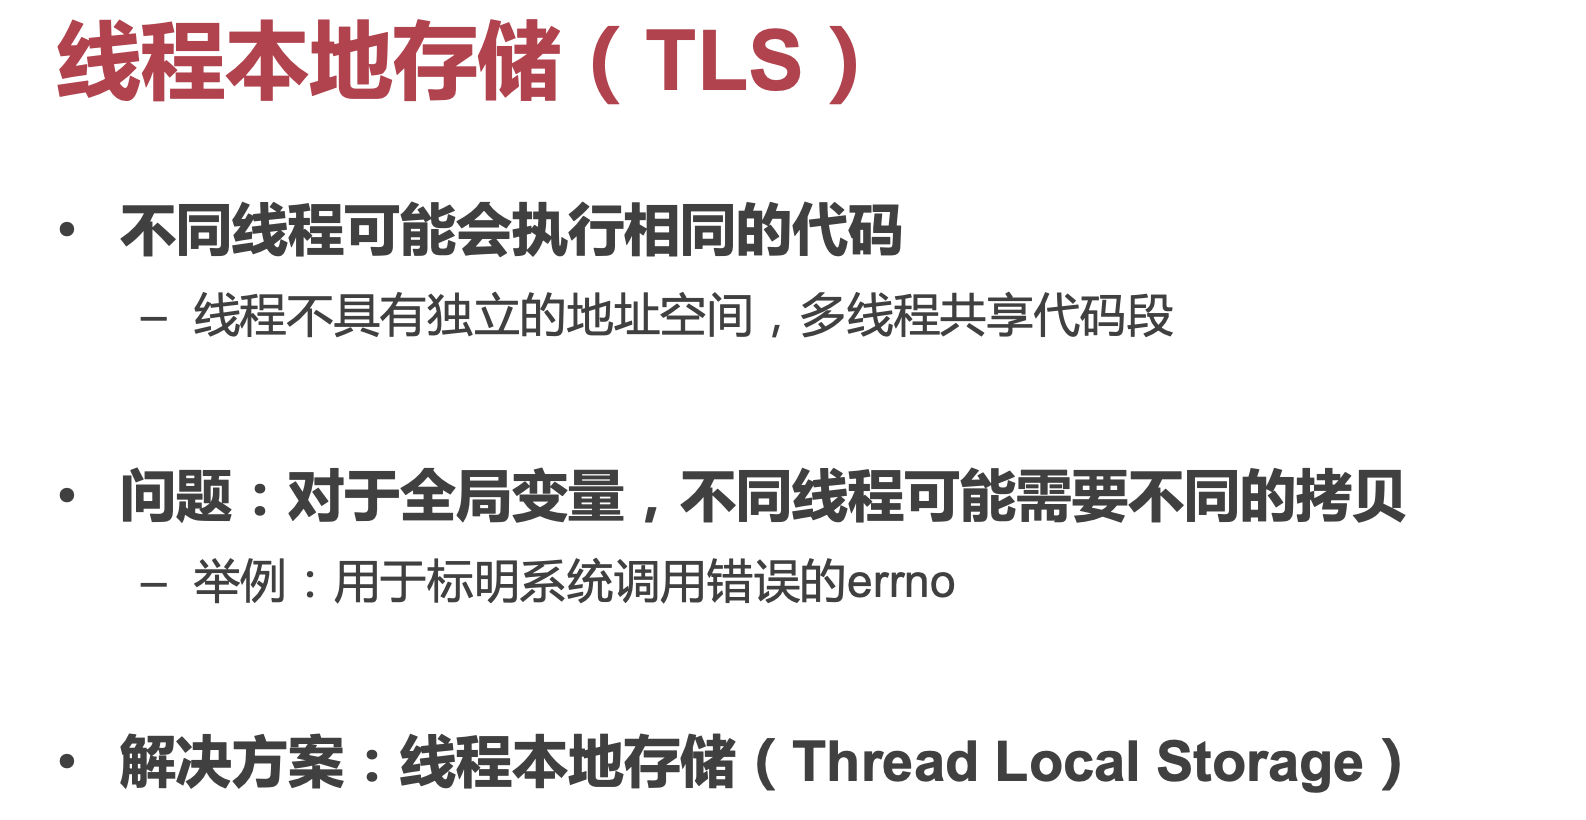 线程本地存储（TLS）
• 不同线程可能会执行相同的代码
– 线程不具有独立的地址空间，多线程共享代码段
• 问题：对于全局变量，不同线程可能需要不同的拷贝
– 举例：用于标明系统调用错误的errno
• 解决方案：线程本地存储（Thread Local Storage）